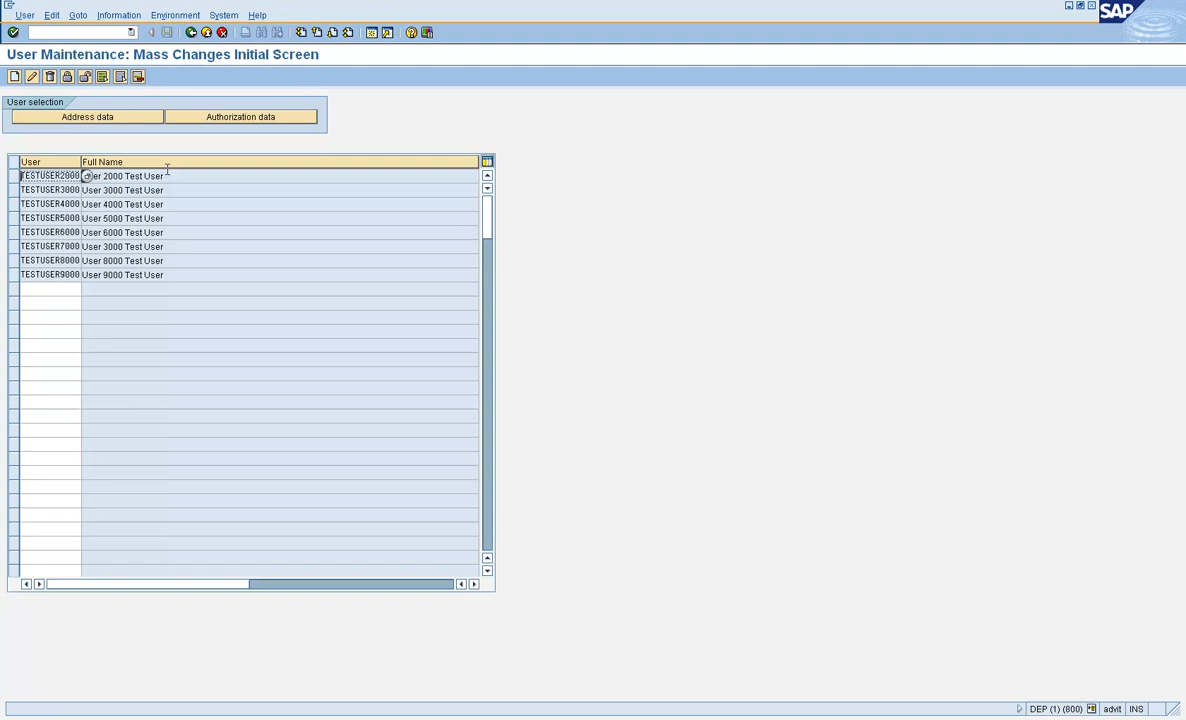 User Edit Goto Information Environment System Help
SAP
User Maintenance: Mass Changes Initial Screen
User selection
Address data Authorization data
User Full Name
TESTUSER2000 User 2000 Test User
TESTUSER3000 User 3000 Test User
TESTUSER4000 User 4000 Test User
TESTUSER5000 User 5000 Test User
TESTUSER6000 User 6000 Test User
TESTUSER7000 User 3000 Test User
TESTUSER8000 User 8000 Test User
TESTUSER9000 User 9000 Test User
DEP (1) (800) advit INS